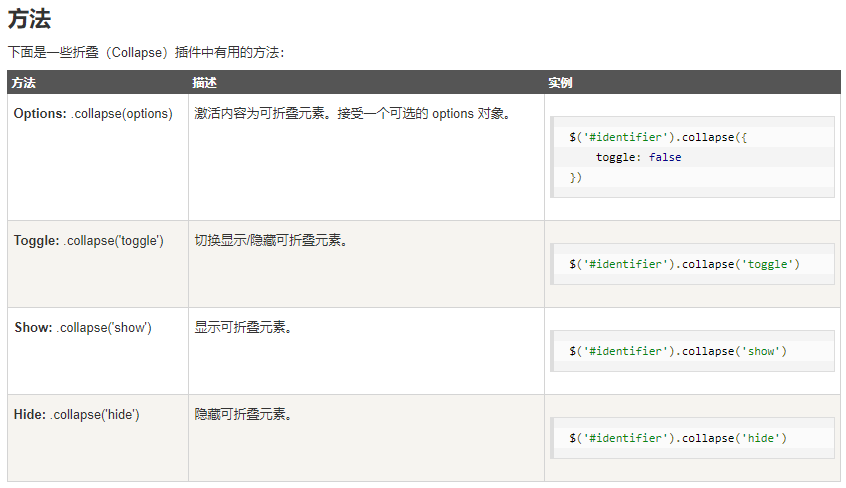 方法
下面是一些折叠（Collapse）插件中有用的方法：
方法 描述 实例
Options: .collapse(options) 激活内容为可折叠元素。接受一个可选的 options 对象。
$('#identifier').collapse({
toggle: false
})
Toggle: .collapse('toggle') 切换显示/隐藏可折叠元素。 $('#identifier').collapse('toggle')
Show: .collapse('show') 显示可折叠元素。 $('#identifier').collapse('show')
Hide: .collapse('hide') 隐藏可折叠元素。 $('#identifier').collapse('hide')